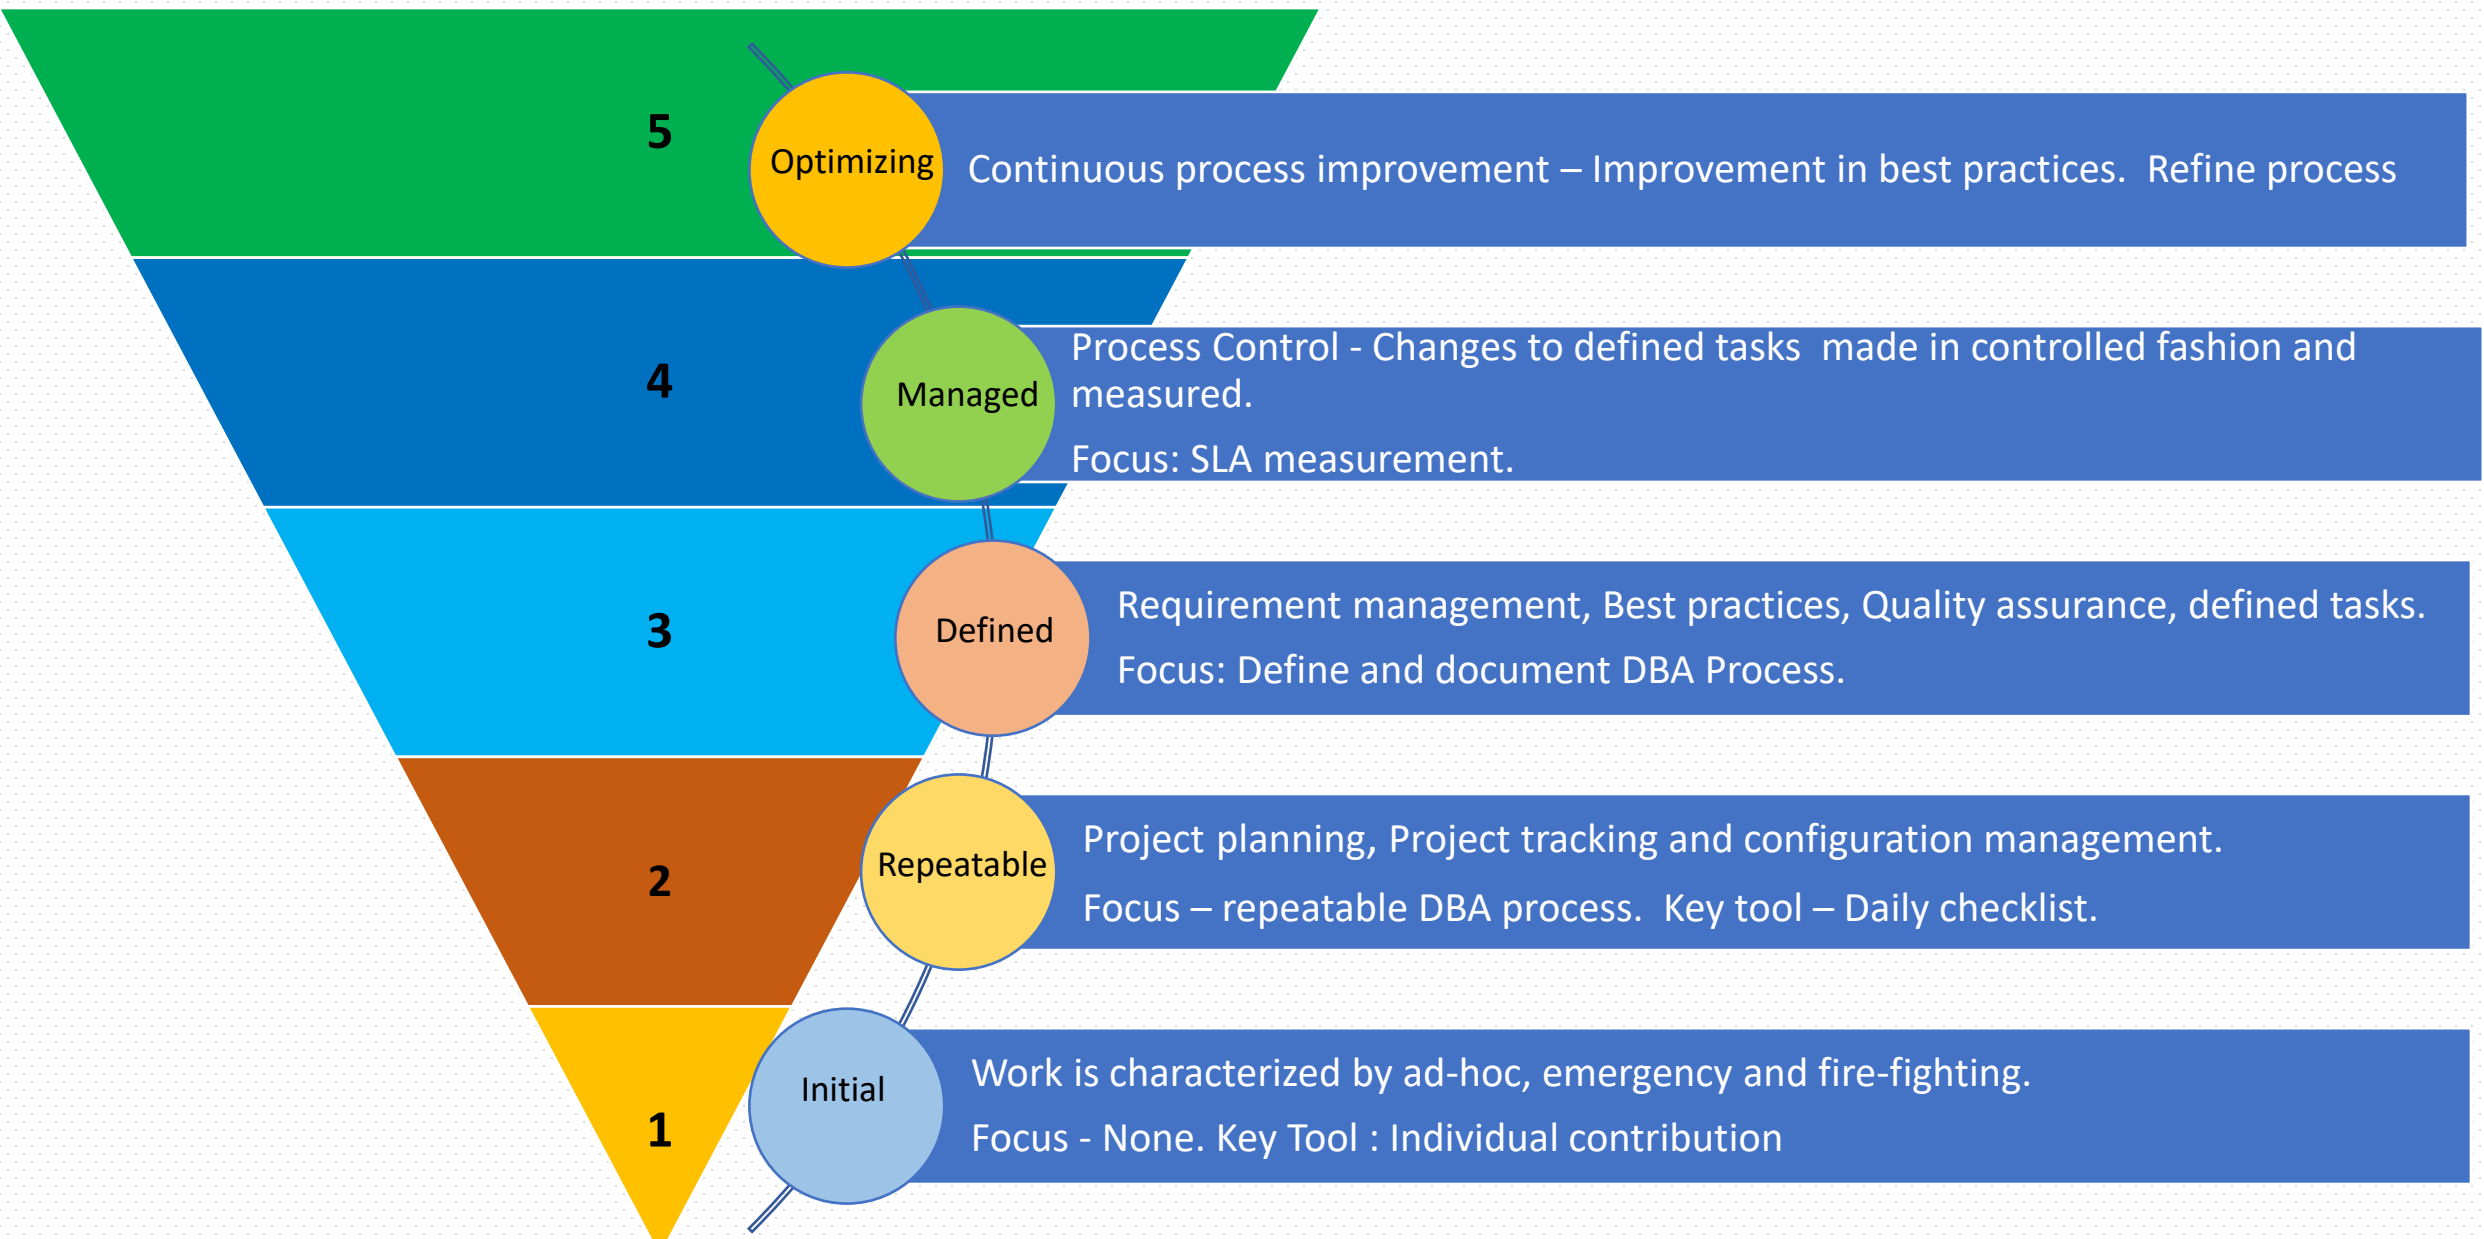 5
Optimizing
Continuous process improvement – Improvement in best practices.  Refine process
4
Managed
Process Control - Changes to defined tasks  made in controlled fashion and
measured.
Focus: SLA measurement.
3
Defined
Requirement management, Best practices, Quality assurance, defined tasks.
Focus: Define and document DBA Process.
2
Repeatable
Project planning, Project tracking and configuration management.
Focus – repeatable DBA process.  Key tool – Daily checklist.
1
Initial
Work is characterized by ad-hoc, emergency and fire-fighting.
Focus - None. Key Tool : Individual contribution